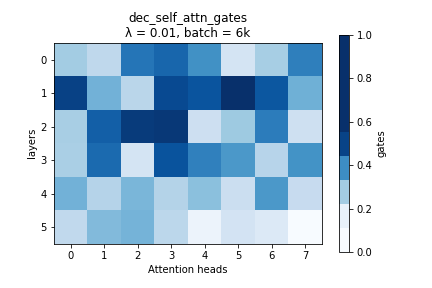 dec_self_attn_gates
λ = 0.01, batch = 6k
0
1
2
3
4
5
layers
0 1 2 3 4 5 6 7
Attention heads
1.0
0.8
0.6
0.4
0.2
0.0
gates